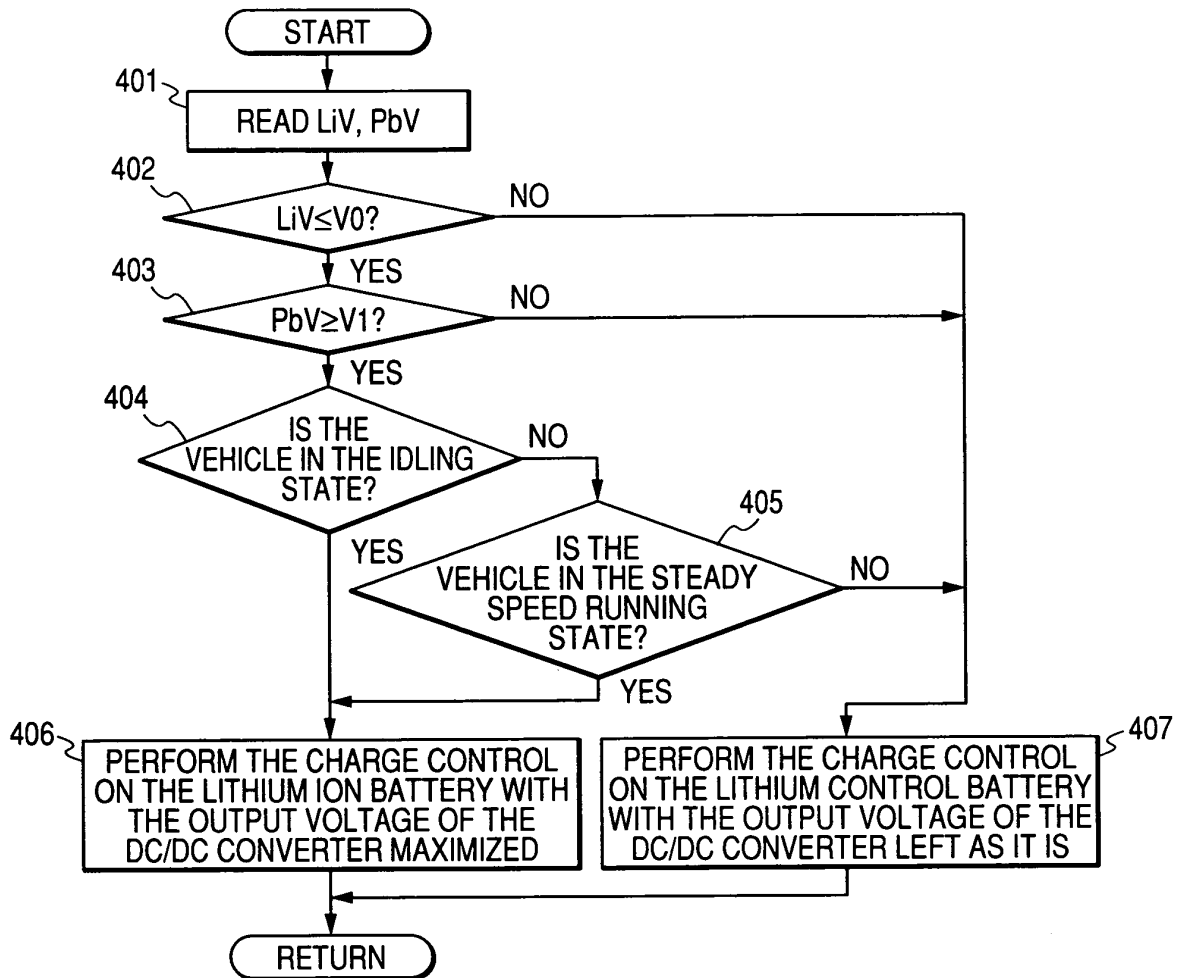 START
401
READ LiV, PbV
402
LiV≤V0?
NO
YES
403
PbV≥V1?
NO
YES
404
IS THE
VEHICLE IN THE IDLING
STATE?
NO
YES
405
IS THE
VEHICLE IN THE STEADY
SPEED RUNNING
STATE?
NO
YES
406
PERFORM THE CHARGE CONTROL
ON THE LITHIUM ION BATTERY WITH
THE OUTPUT VOLTAGE OF THE
DC/DC CONVERTER MAXIMIZED
407
PERFORM THE CHARGE CONTROL
ON THE LITHIUM CONTROL BATTERY
WITH THE OUTPUT VOLTAGE OF THE
DC/DC CONVERTER LEFT AS IT IS
RETURN